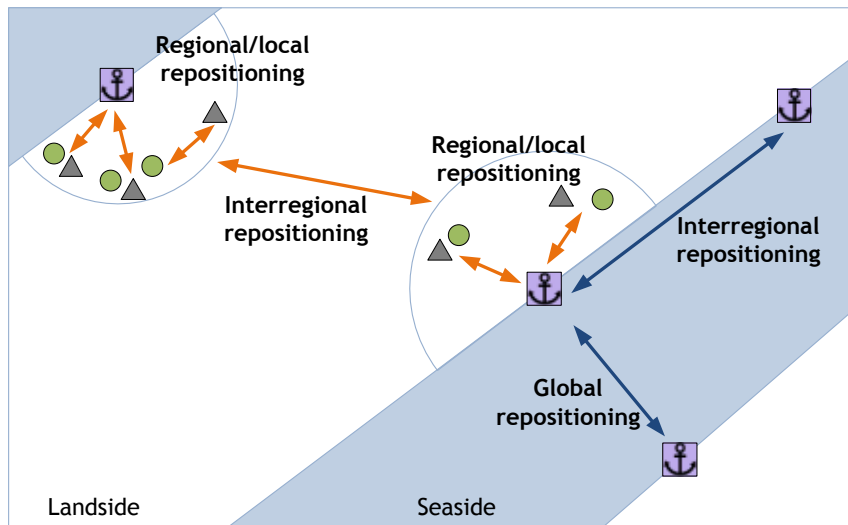 Regional/local
repositioning
Regional/local
repositioning
Interregional
repositioning
Interregional
repositioning
Global
repositioning
Landside
Seaside